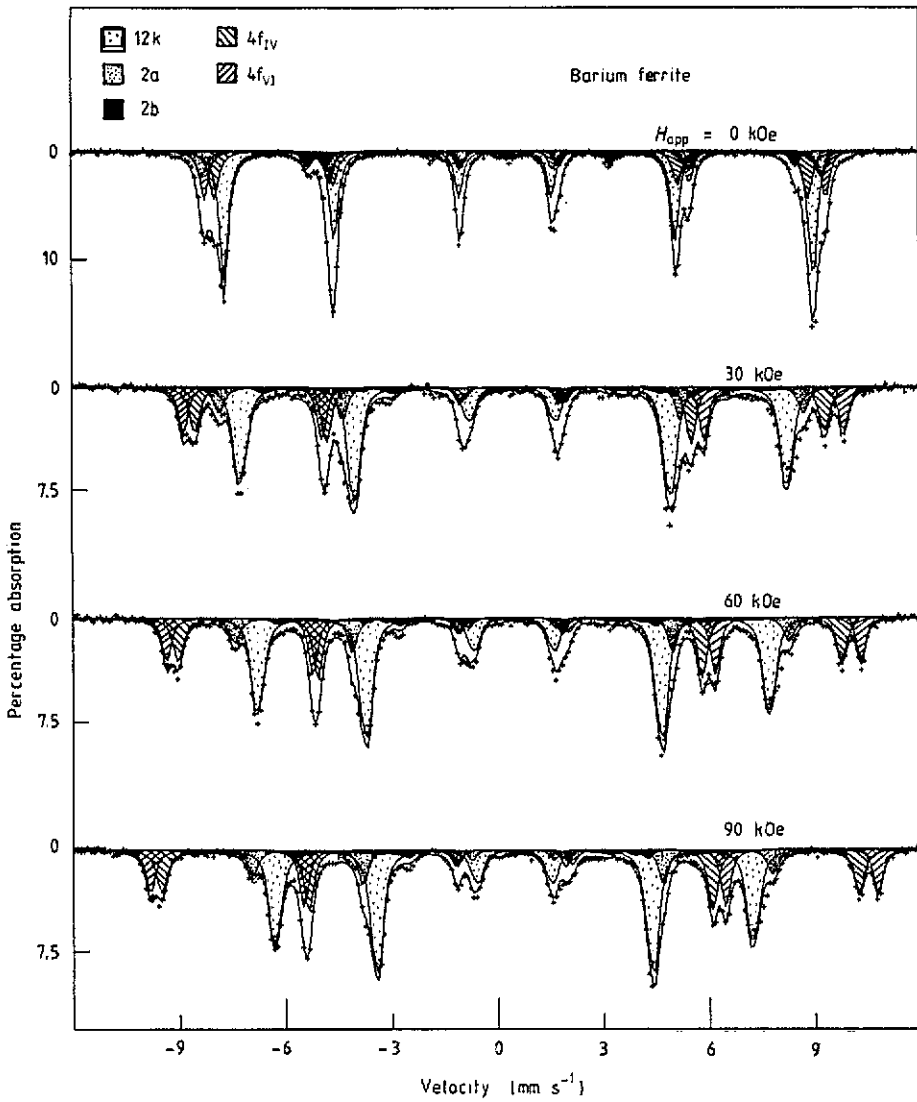 12k 4f_IV
2a 4f_VI
2b
Barium ferrite
H_app = 0 kOe
0
10
30 kOe
0
7.5
60 kOe
0
7.5
90 kOe
0
7.5
Percentage absorption
-9 -6 -3 0 3 6 9
Velocity (mm s⁻¹)